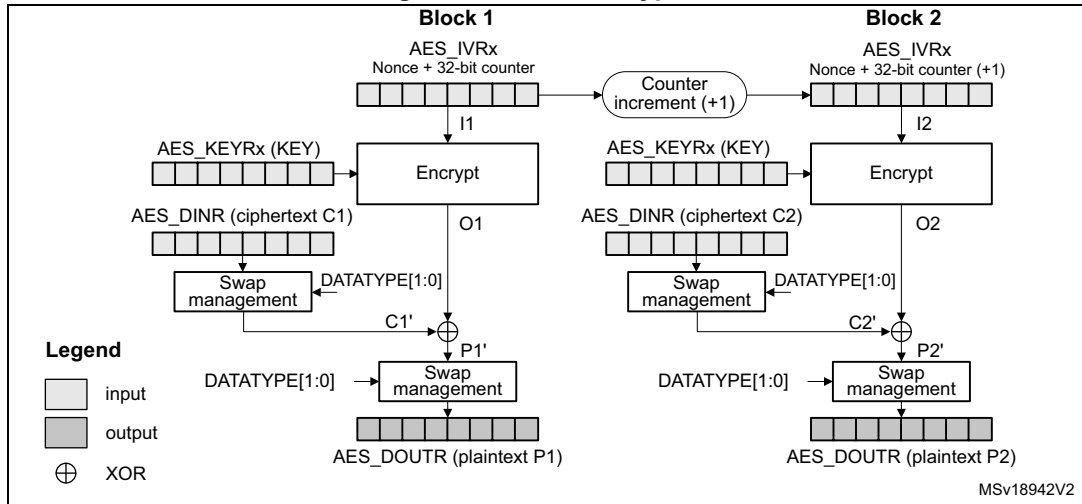 Block 1
Block 2
AES_IVRx
Nonce + 32-bit counter
Counter
increment (+1)
AES_IVRx
Nonce + 32-bit counter (+1)
I1
I2
AES_KEYRx (KEY)
Encrypt
AES_KEYRx (KEY)
Encrypt
AES_DINR (ciphertext C1)
O1
AES_DINR (ciphertext C2)
O2
Swap
management
DATATYPE[1:0]
Swap
management
DATATYPE[1:0]
C1'
C2'
P1'
P2'
DATATYPE[1:0]
Swap
management
DATATYPE[1:0]
Swap
management
AES_DOUTR (plaintext P1)
AES_DOUTR (plaintext P2)
Legend
input
output
XOR
MSv18942V2